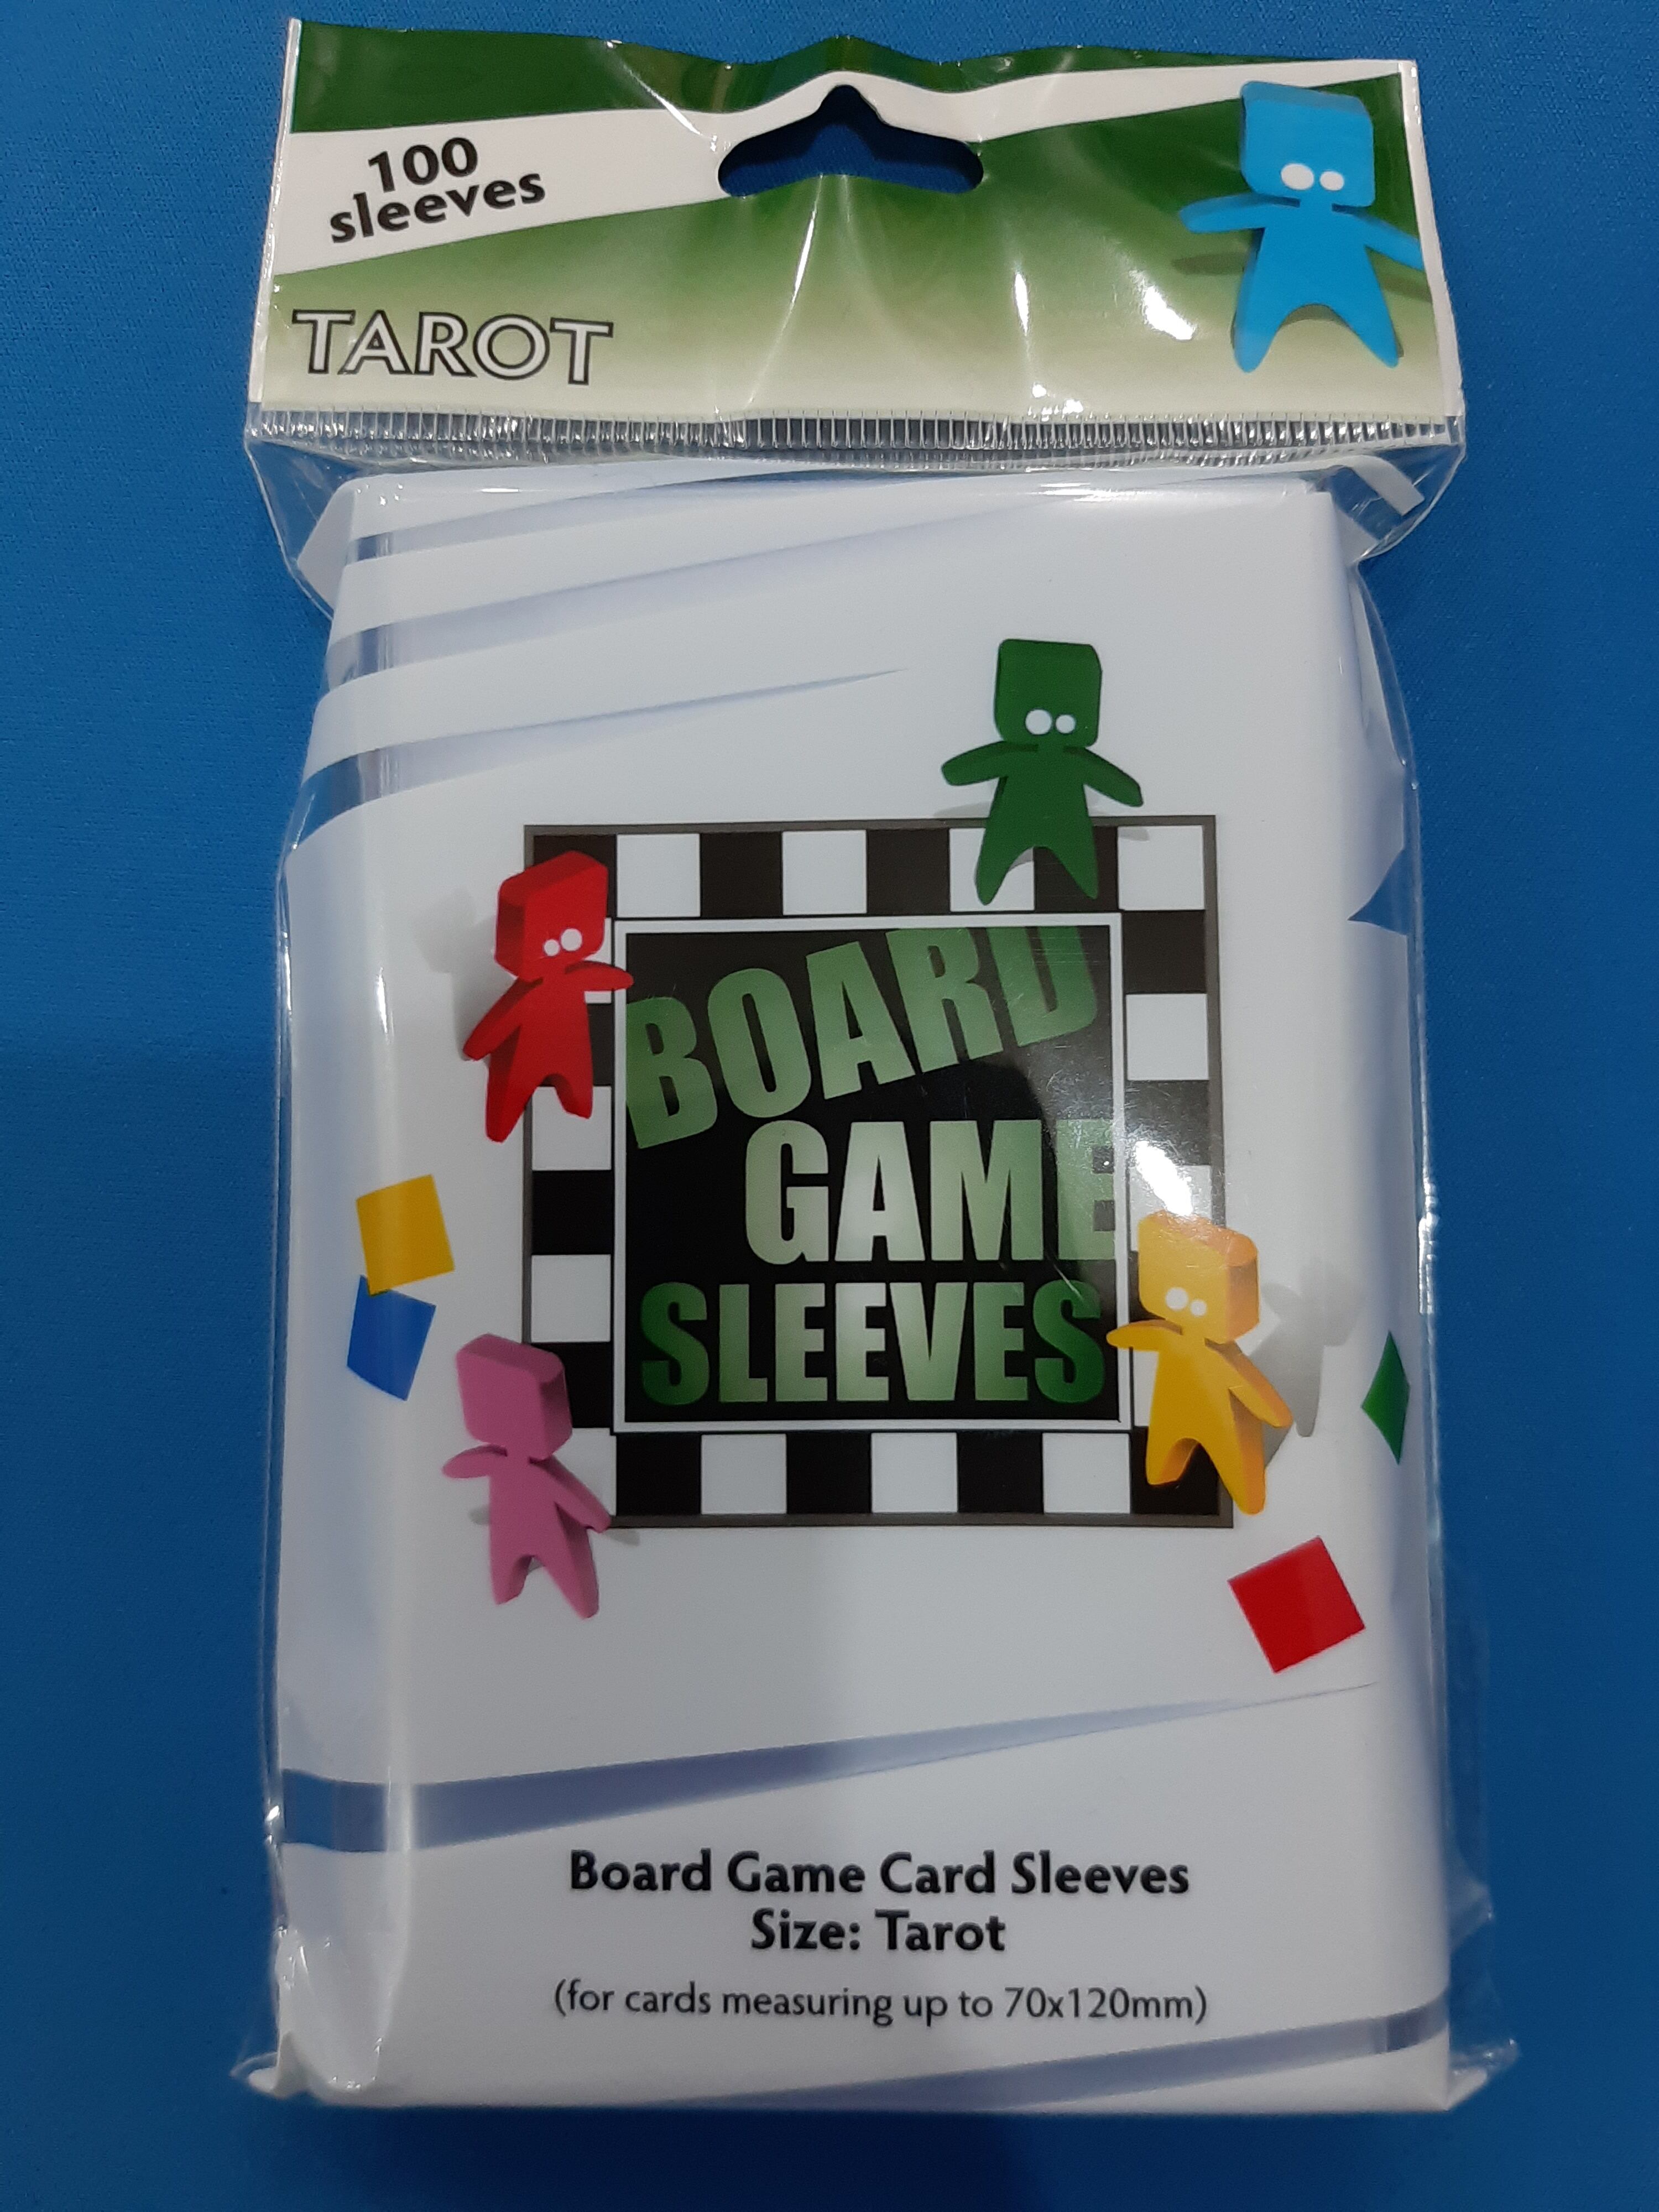 100
sleeves
TAROT
BOARD
GAME
SLEEVES
Board Game Card Sleeves
Size: Tarot
(for cards measuring up to 70x120mm)